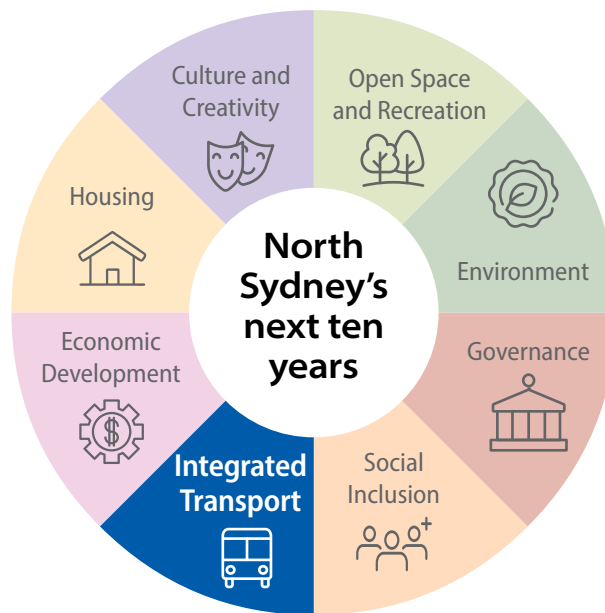 Culture and
Creativity
Open Space
and Recreation
Housing
Environment
North
Sydney’s
next ten
years
Economic
Development
Governance
Integrated
Transport
Social
Inclusion
$
+